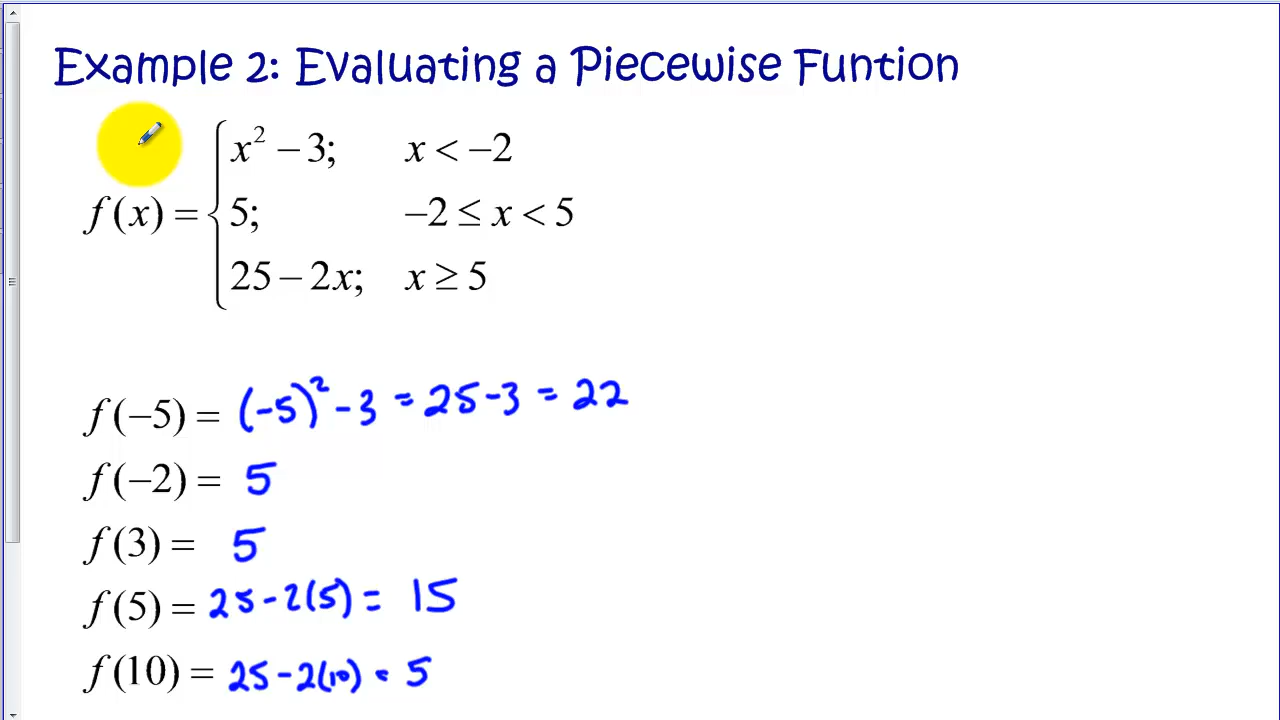 Example 2: Evaluating a Piecewise Funtion
x² − 3; x < −2
f(x) = { 5; −2 ≤ x < 5
25 − 2x; x ≥ 5
f(−5) = (-5)² - 3 = 25 - 3 = 22
f(−2) = 5
f(3) = 5
f(5) = 25 - 2(5) = 15
f(10) = 25 - 2(10) = 5